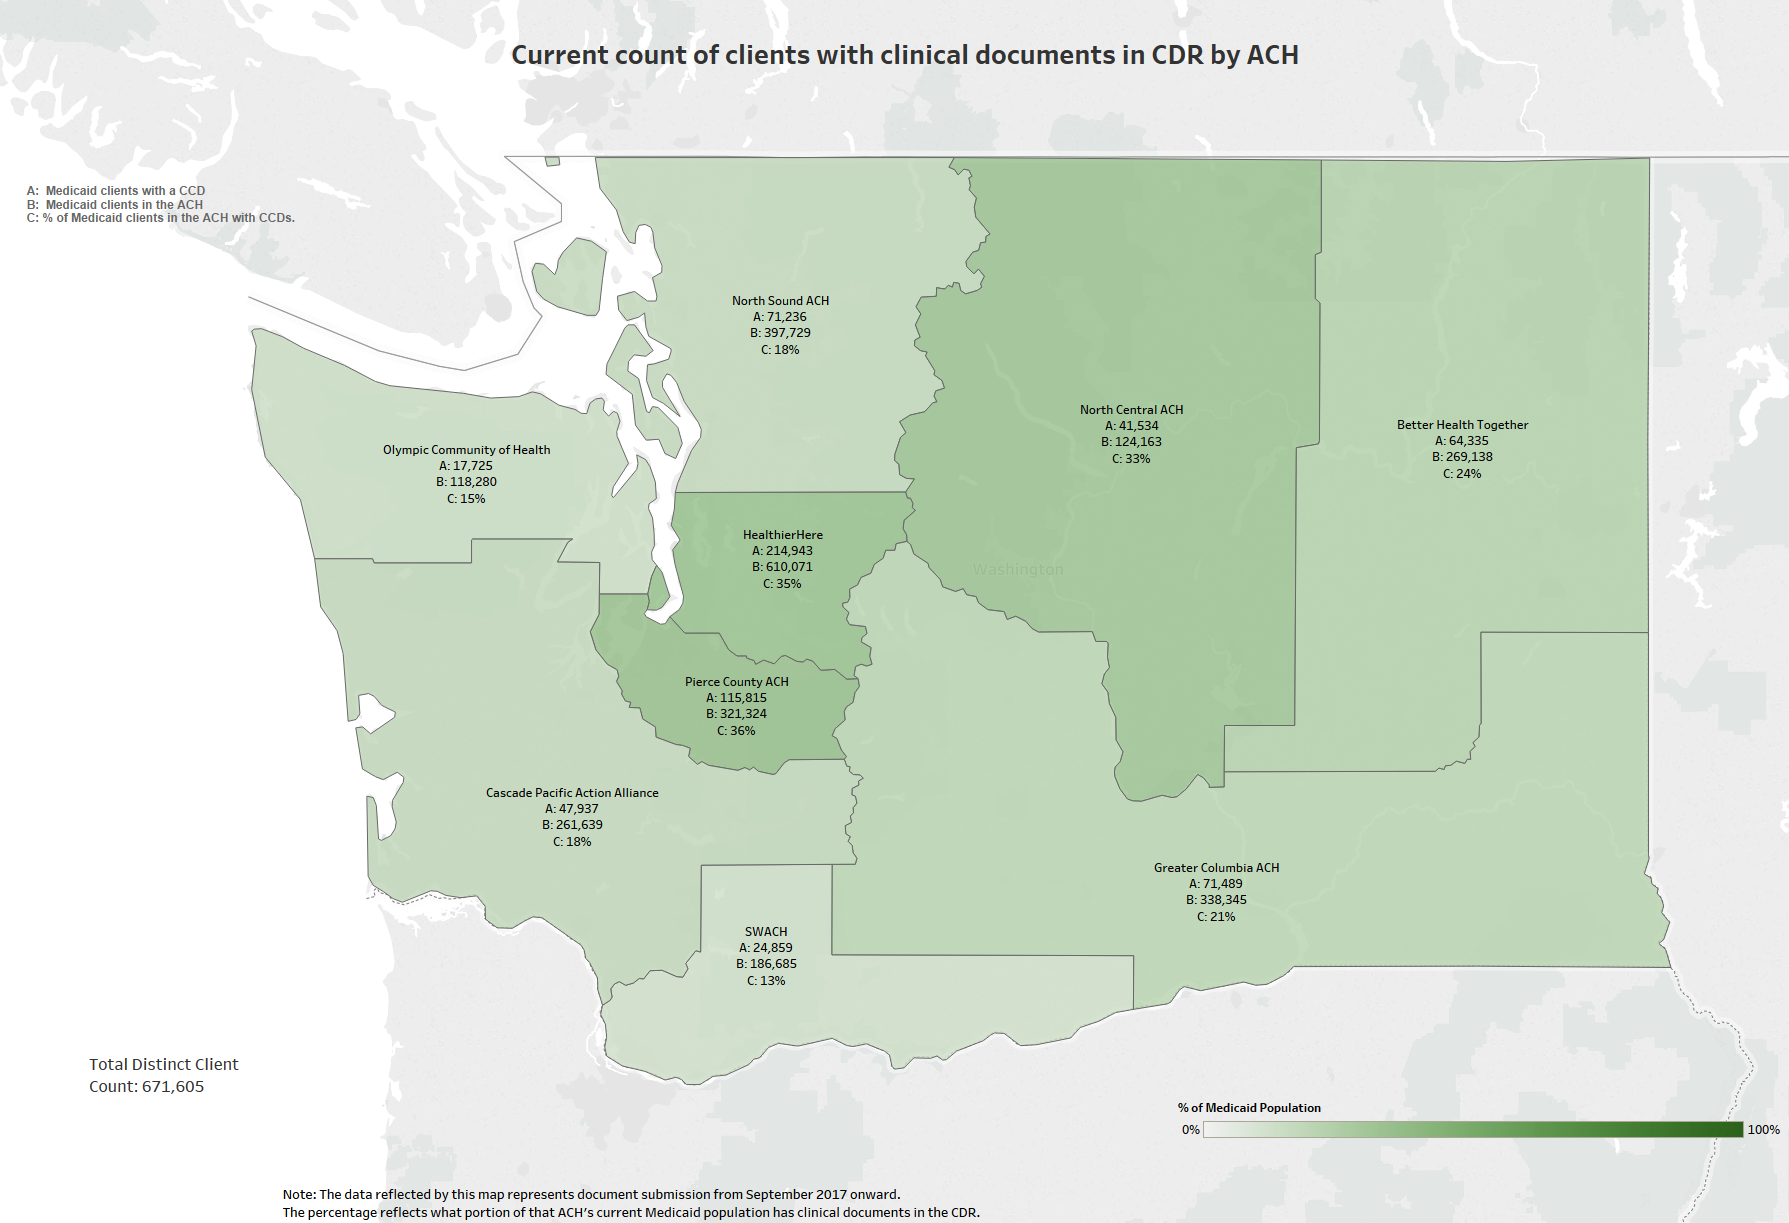 Current count of clients with clinical documents in CDR by ACH
A: Medicaid clients with a CCD
B: Medicaid clients in the ACH
C: % of Medicaid clients in the ACH with CCDs.
North Sound ACH
A: 71,236
B: 397,729
C: 18%
North Central ACH
A: 41,534
B: 124,163
C: 33%
Better Health Together
A: 64,335
B: 269,138
C: 24%
Olympic Community of Health
A: 17,725
B: 118,280
C: 15%
HealthierHere
A: 214,943
B: 610,071
C: 35%
Washington
Pierce County ACH
A: 115,815
B: 321,324
C: 36%
Cascade Pacific Action Alliance
A: 47,937
B: 261,639
C: 18%
Greater Columbia ACH
A: 71,489
B: 338,345
C: 21%
SWACH
A: 24,859
B: 186,685
C: 13%
Total Distinct Client
Count: 671,605
% of Medicaid Population
0% 100%
Note: The data reflected by this map represents document submission from September 2017 onward.
The percentage reflects what portion of that ACH's current Medicaid population has clinical documents in the CDR.